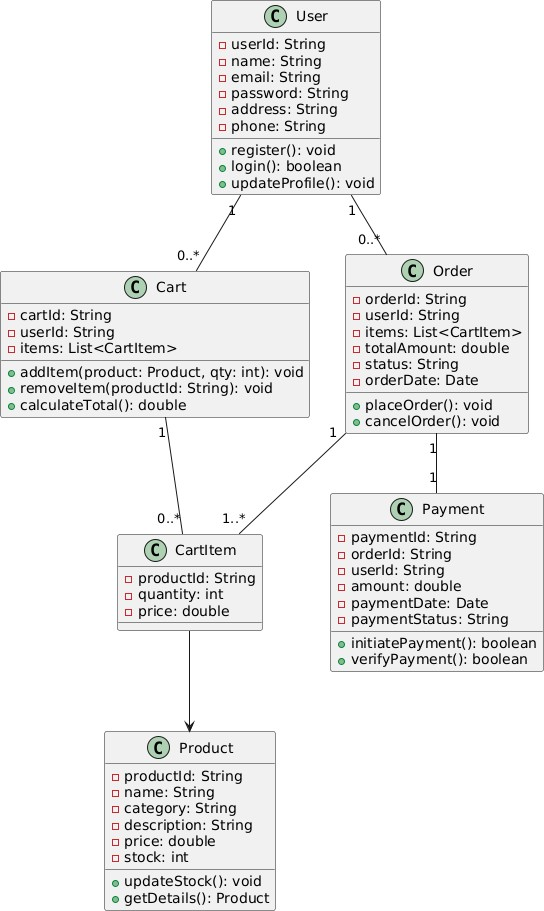 C User
userId: String
name: String
email: String
password: String
address: String
phone: String
register(): void
login(): boolean
updateProfile(): void
1
1
0..*
0..*
C Cart
cartId: String
userId: String
items: List<CartItem>
addItem(product: Product, qty: int): void
removeItem(productId: String): void
calculateTotal(): double
C Order
orderId: String
userId: String
items: List<CartItem>
totalAmount: double
status: String
orderDate: Date
placeOrder(): void
cancelOrder(): void
1
1
1
0..*
1..*
1
C CartItem
productId: String
quantity: int
price: double
C Payment
paymentId: String
orderId: String
userId: String
amount: double
paymentDate: Date
paymentStatus: String
initiatePayment(): boolean
verifyPayment(): boolean
C Product
productId: String
name: String
category: String
description: String
price: double
stock: int
updateStock(): void
getDetails(): Product